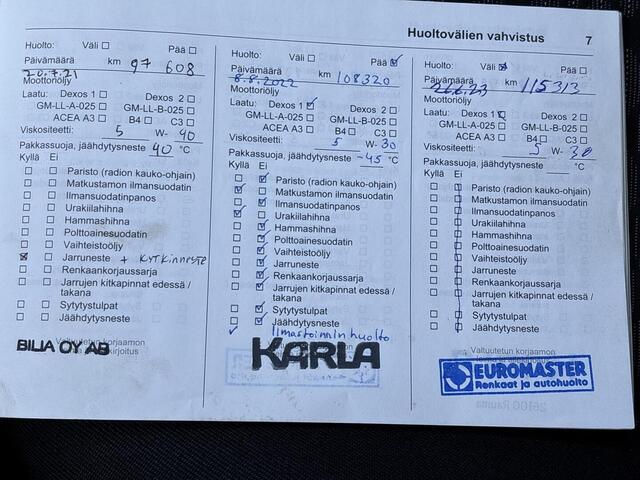 Huoltovälien vahvistus
7
Huolto: Väli Pää
Päivämäärä km 97 608
20.7.21
Moottoriöljy
Laatu: Dexos 1 Dexos 2
GM-LL-A-025 GM-LL-B-025
ACEA A3 B4 C3
Viskositeetti: 5 W- 40
Pakkassuoja, jäähdytysneste 40 °C
Kyllä Ei
Paristo (radion kauko-ohjain)
Matkustamon ilmansuodatin
Ilmansuodatinpanos
Urakiilahihna
Hammashihna
Polttoainesuodatin
Vaihteistoöljy
Jarruneste + kytkinneste
Renkaankorjaussarja
Jarrujen kitkapinnat edessä /
takana
Sytytystulpat
Jäähdytysneste
BILIA OY AB
Huolto: Väli Pää
Päivämäärä km 108320
8.8.2022
Moottoriöljy
Laatu: Dexos 1 Dexos 2
GM-LL-A-025 GM-LL-B-025
ACEA A3 B4 C3
Viskositeetti: 5 W- 30
Pakkassuoja, jäähdytysneste -45 °C
Kyllä Ei
Paristo (radion kauko-ohjain)
Matkustamon ilmansuodatin
Ilmansuodatinpanos
Urakiilahihna
Hammashihna
Polttoainesuodatin
Vaihteistoöljy
Jarruneste
Renkaankorjaussarja
Jarrujen kitkapinnat edessä /
takana
Sytytystulpat
Jäähdytysneste
Ilmastoinnin huolto
KARLA
Huolto: Väli Pää
Päivämäärä km 115313
Moottoriöljy
Laatu: Dexos 1 Dexos 2
GM-LL-A-025 GM-LL-B-025
ACEA A3 B4 C3
Viskositeetti: 5 W- 30
Pakkassuoja, jäähdytysneste °C
Kyllä Ei
Paristo (radion kauko-ohjain)
Matkustamon ilmansuodatin
Ilmansuodatinpanos
Urakiilahihna
Hammashihna
Polttoainesuodatin
Vaihteistoöljy
Jarruneste
Renkaankorjaussarja
Jarrujen kitkapinnat edessä /
takana
Sytytystulpat
Jäähdytysneste
Valtuutetun korjaamon
EUROMASTER
Renkaat ja autohuolto